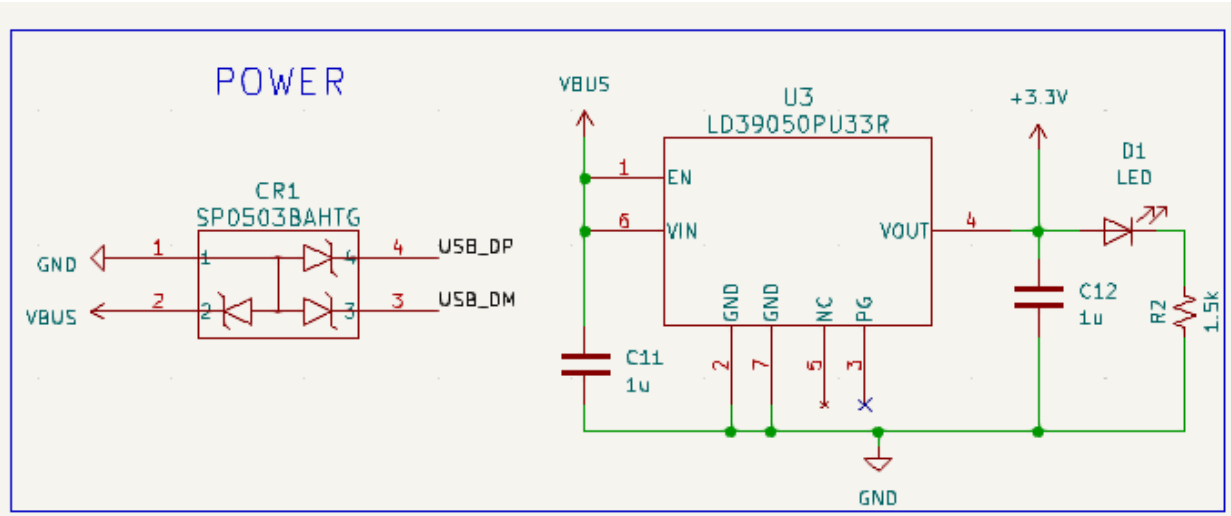 POWER
VBUS
U3
LD39050PU33R
+3.3V
D1
LED
1
EN
6
VIN
VOUT
4
CR1
SP0503BAHTG
GND
1
1
4
4
USB_DP
VBUS
2
2
3
3
USB_DM
GND
GND
NC
PG
2
7
5
3
C11
1u
C12
1u
R2
1.5k
GND